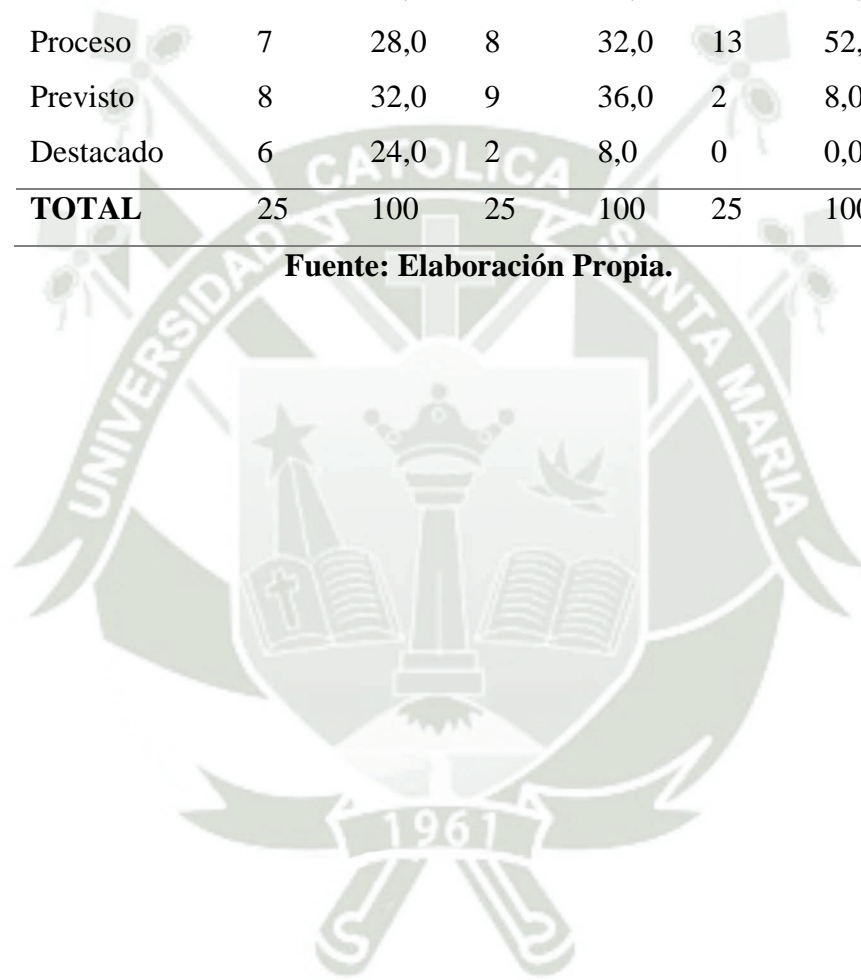 Proceso 7 28,0 8 32,0 13 52,
Previsto 8 32,0 9 36,0 2 8,0
Destacado 6 24,0 2 8,0 0 0,0
TOTAL 25 100 25 100 25 100
Fuente: Elaboración Propia.
UNIVERSIDAD CATOLICA SANTA MARIA
1961